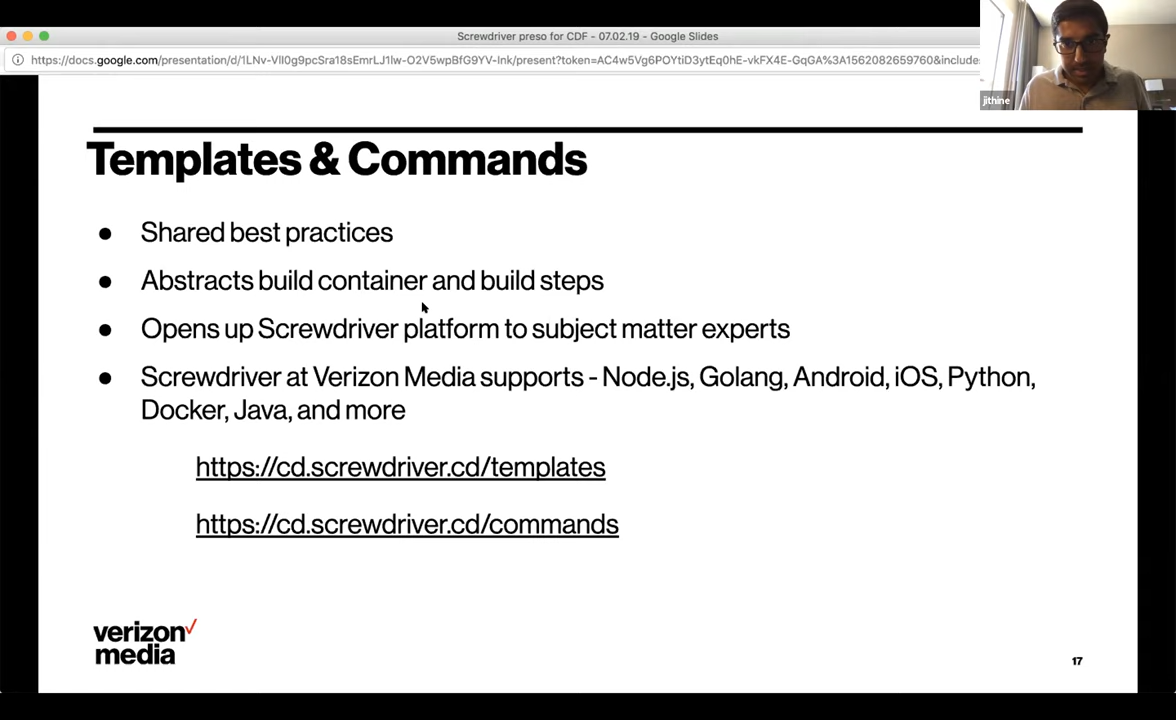 Screwdriver preso for CDF - 07.02.19 - Google Slides
https://docs.google.com/presentation/d/1LNv-VlI0g9pcSra18sEmrLJ1lw-O2V5wpBfG9YV-lnk/present?token=AC4w5Vg6POYtiD3ytEq0hE-vkFX4E-GqGA%3A1562082659760&include
jithine
Templates & Commands
● Shared best practices
● Abstracts build container and build steps
● Opens up Screwdriver platform to subject matter experts
● Screwdriver at Verizon Media supports - Node.js, Golang, Android, iOS, Python,
Docker, Java, and more
https://cd.screwdriver.cd/templates
https://cd.screwdriver.cd/commands
verizon✓
media
17